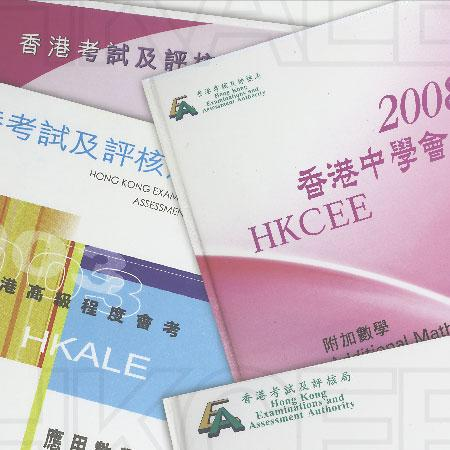 香港考試及評核
考試及評核
HONG KONG EXAM
ASSESSMENT
2003
港高級程度會考
HKALE
應用數
香港考試及評核局
Hong Kong
Examinations and
Assessment Authority
2008
香港中學會
HKCEE
附加數學
Additional Math
香港考試及評核局
Hong Kong
Examinations and
Assessment Authority